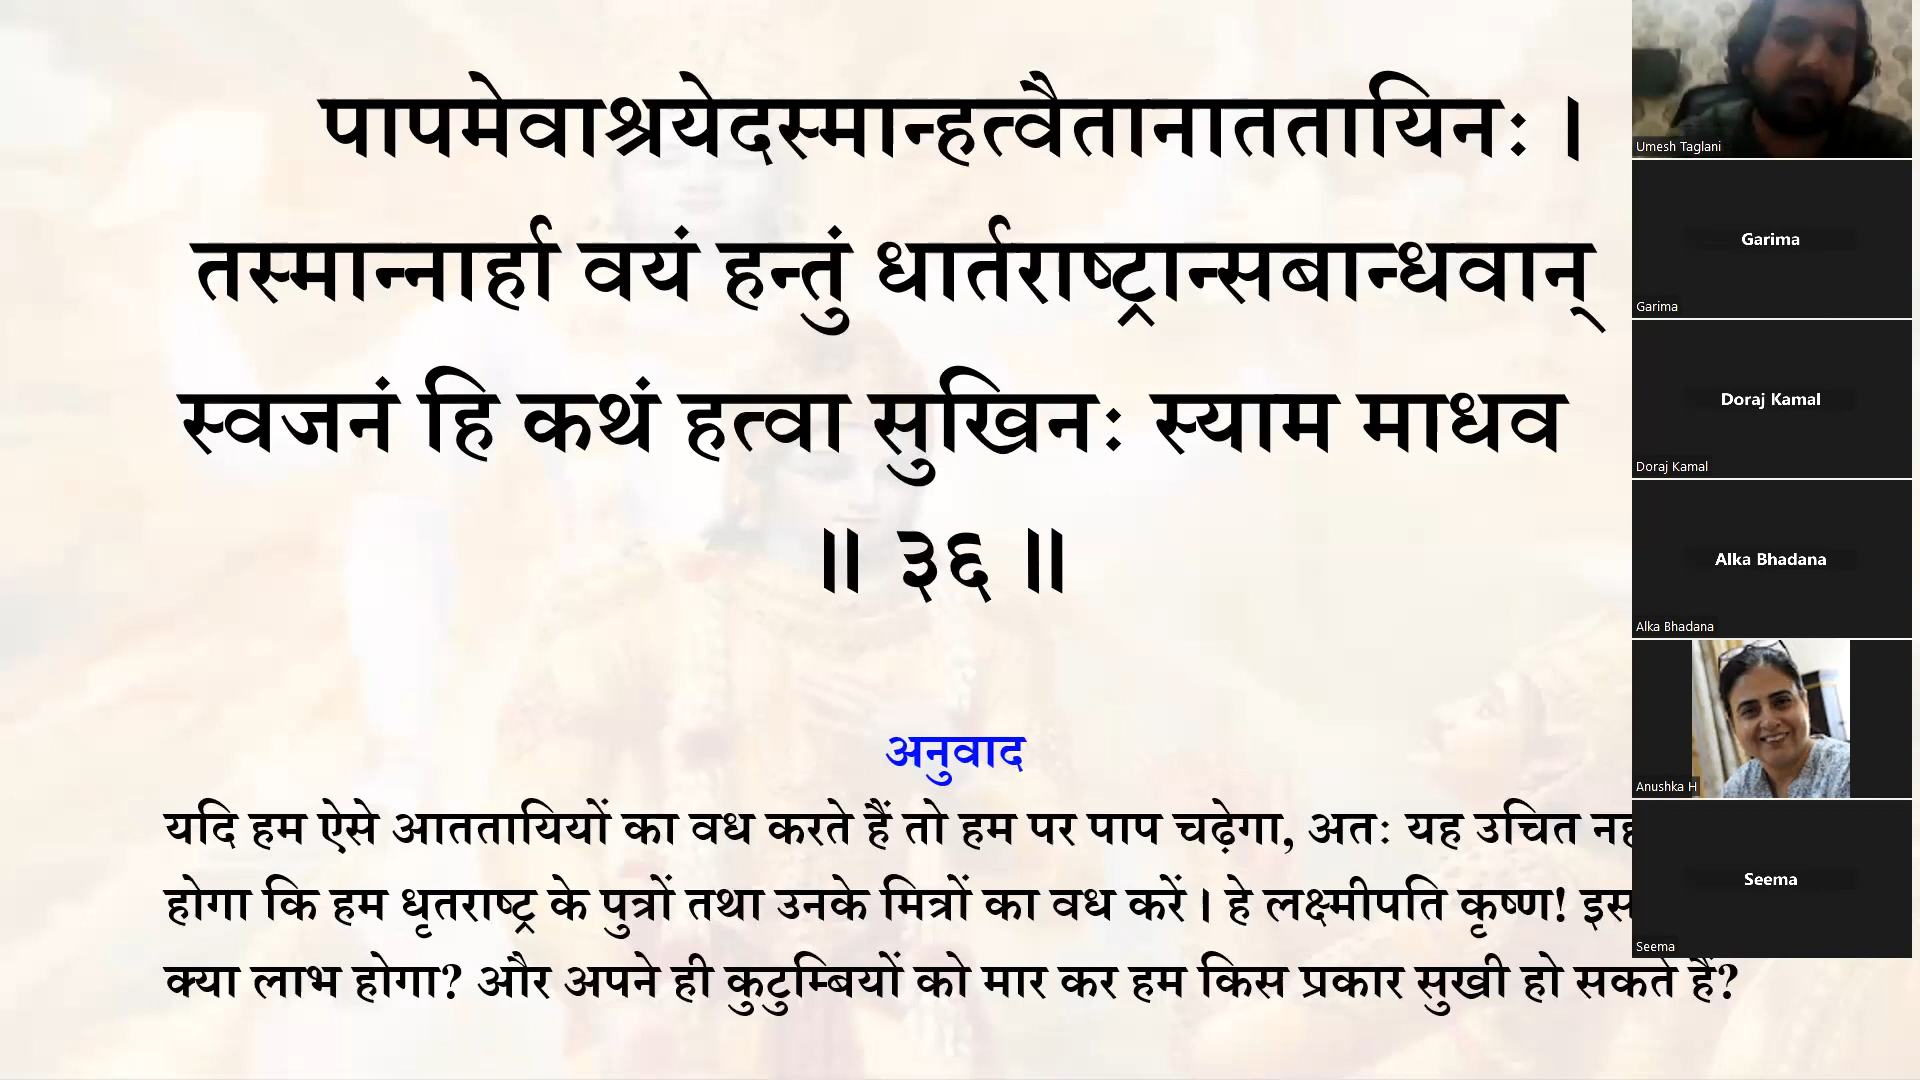 पापमेवाश्रयेदस्मान्हत्वैतानाततायिनः ।
तस्मान्नार्हा वयं हन्तुं धार्तराष्ट्रान्सबान्धवान्
स्वजनं हि कथं हत्वा सुखिनः स्याम माधव
॥ ३६ ॥
अनुवाद
यदि हम ऐसे आततायियों का वध करते हैं तो हम पर पाप चढ़ेगा, अतः यह उचित
होगा कि हम धृतराष्ट्र के पुत्रों तथा उनके मित्रों का वध करें । हे लक्ष्मीपति कृष्ण!
क्या लाभ होगा? और अपने ही कुटुम्बियों को मार कर हम किस प्रकार सुखी हो सकते हैं?
Umesh Taglani
Garima
Garima
Doraj Kamal
Doraj Kamal
Alka Bhadana
Alka Bhadana
Anushka H
Seema
Seema